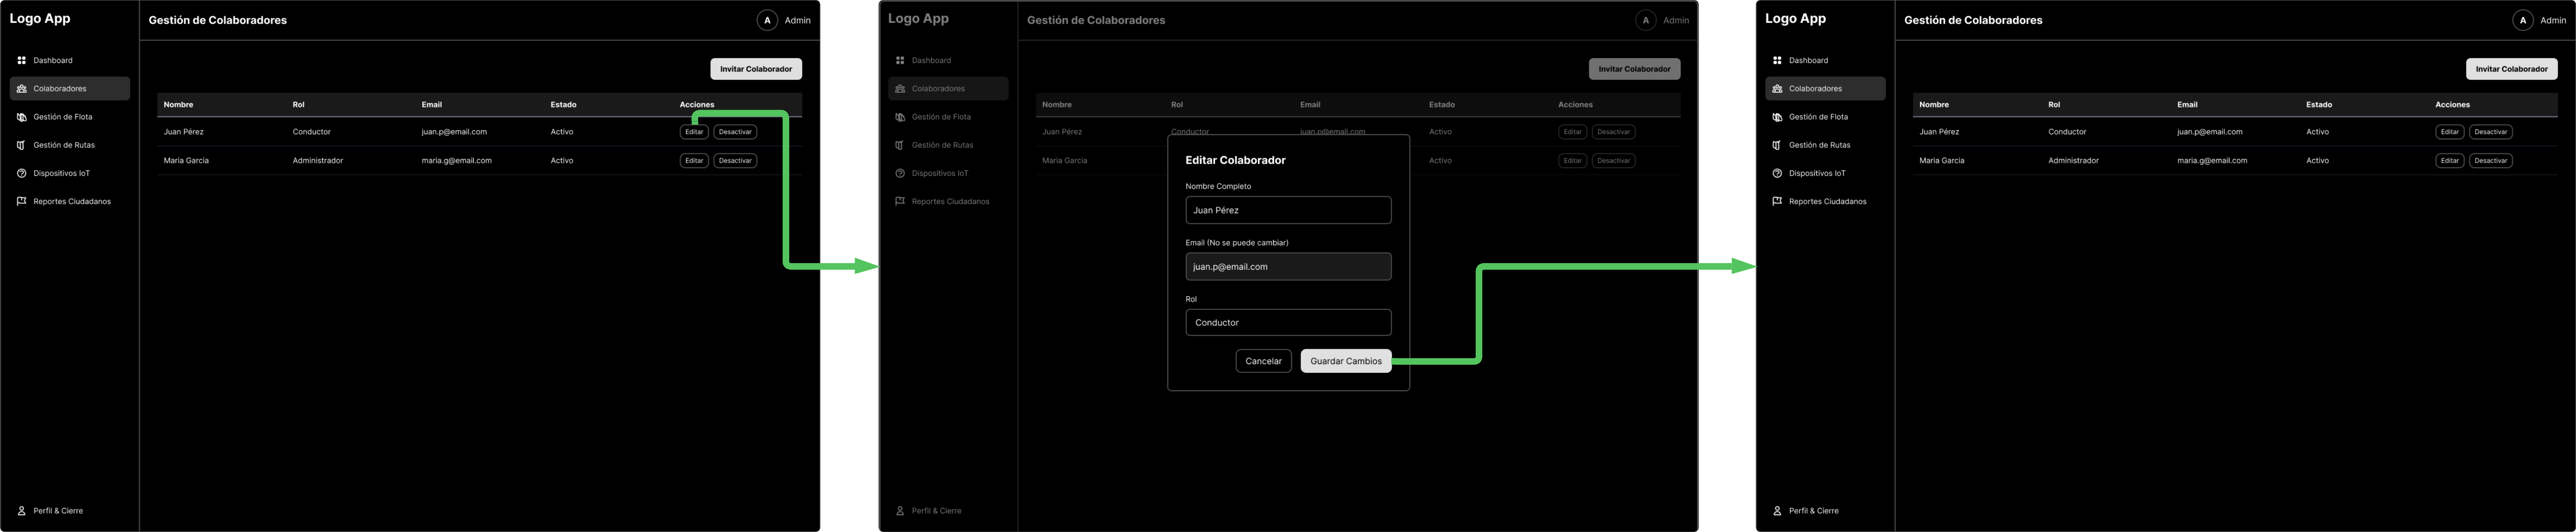 Logo App
Gestión de Colaboradores
A Admin
Dashboard
Colaboradores
Gestión de Flota
Gestión de Rutas
Dispositivos IoT
Reportes Ciudadanos
Perfil & Cierre
Invitar Colaborador
Nombre Rol Email Estado Acciones
Juan Pérez Conductor juan.p@email.com Activo Editar Desactivar
Maria Garcia Administrador maria.g@email.com Activo Editar Desactivar
Logo App
Gestión de Colaboradores
A Admin
Dashboard
Colaboradores
Gestión de Flota
Gestión de Rutas
Dispositivos IoT
Reportes Ciudadanos
Perfil & Cierre
Invitar Colaborador
Nombre Rol Email Estado Acciones
Juan Pérez Conductor juan.p@email.com Activo Editar Desactivar
Maria Garcia Activo Editar Desactivar
Editar Colaborador
Nombre Completo
Juan Pérez
Email (No se puede cambiar)
juan.p@email.com
Rol
Conductor
Cancelar Guardar Cambios
Logo App
Gestión de Colaboradores
A Admin
Dashboard
Colaboradores
Gestión de Flota
Gestión de Rutas
Dispositivos IoT
Reportes Ciudadanos
Perfil & Cierre
Invitar Colaborador
Nombre Rol Email Estado Acciones
Juan Pérez Conductor juan.p@email.com Activo Editar Desactivar
Maria Garcia Administrador maria.g@email.com Activo Editar Desactivar